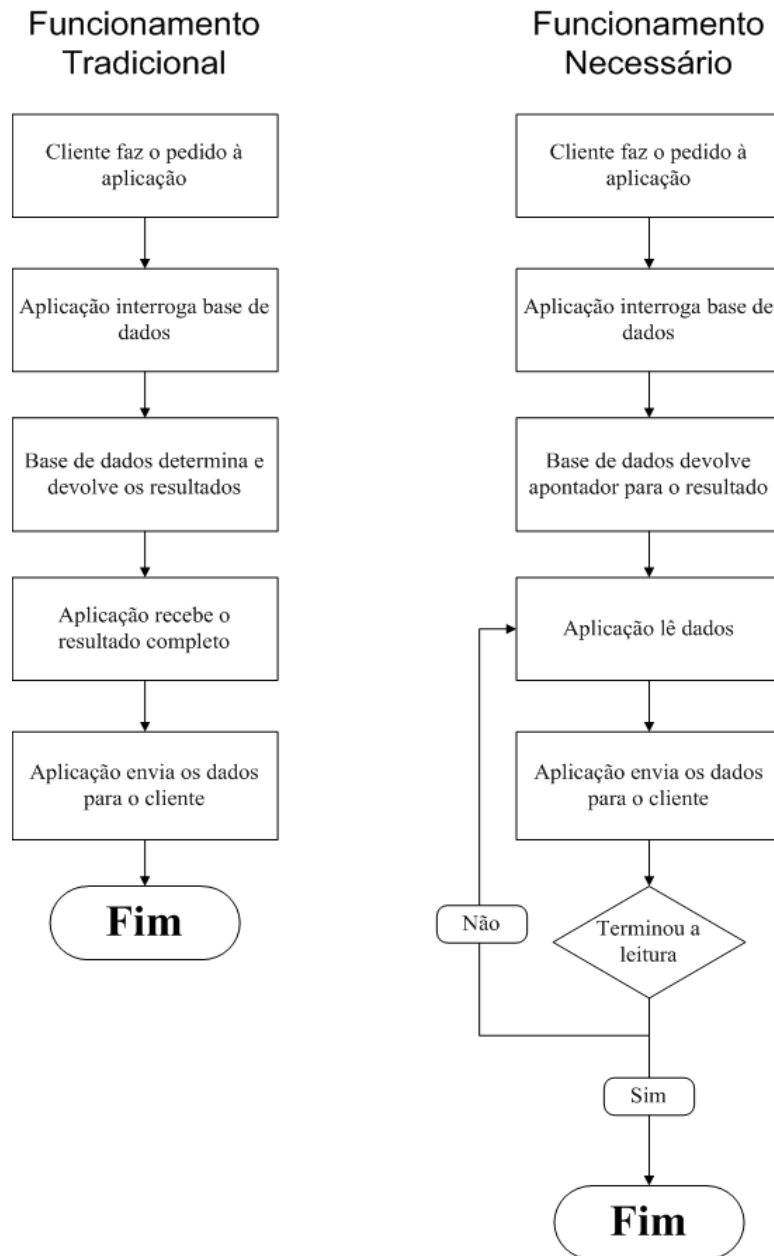 Funcionamento
Tradicional
Cliente faz o pedido à
aplicação
Aplicação interroga base de
dados
Base de dados determina e
devolve os resultados
Aplicação recebe o
resultado completo
Aplicação envia os dados
para o cliente
Fim
Funcionamento
Necessário
Cliente faz o pedido à
aplicação
Aplicação interroga base de
dados
Base de dados devolve
apontador para o resultado
Aplicação lê dados
Aplicação envia os dados
para o cliente
Terminou a
leitura
Não
Sim
Fim